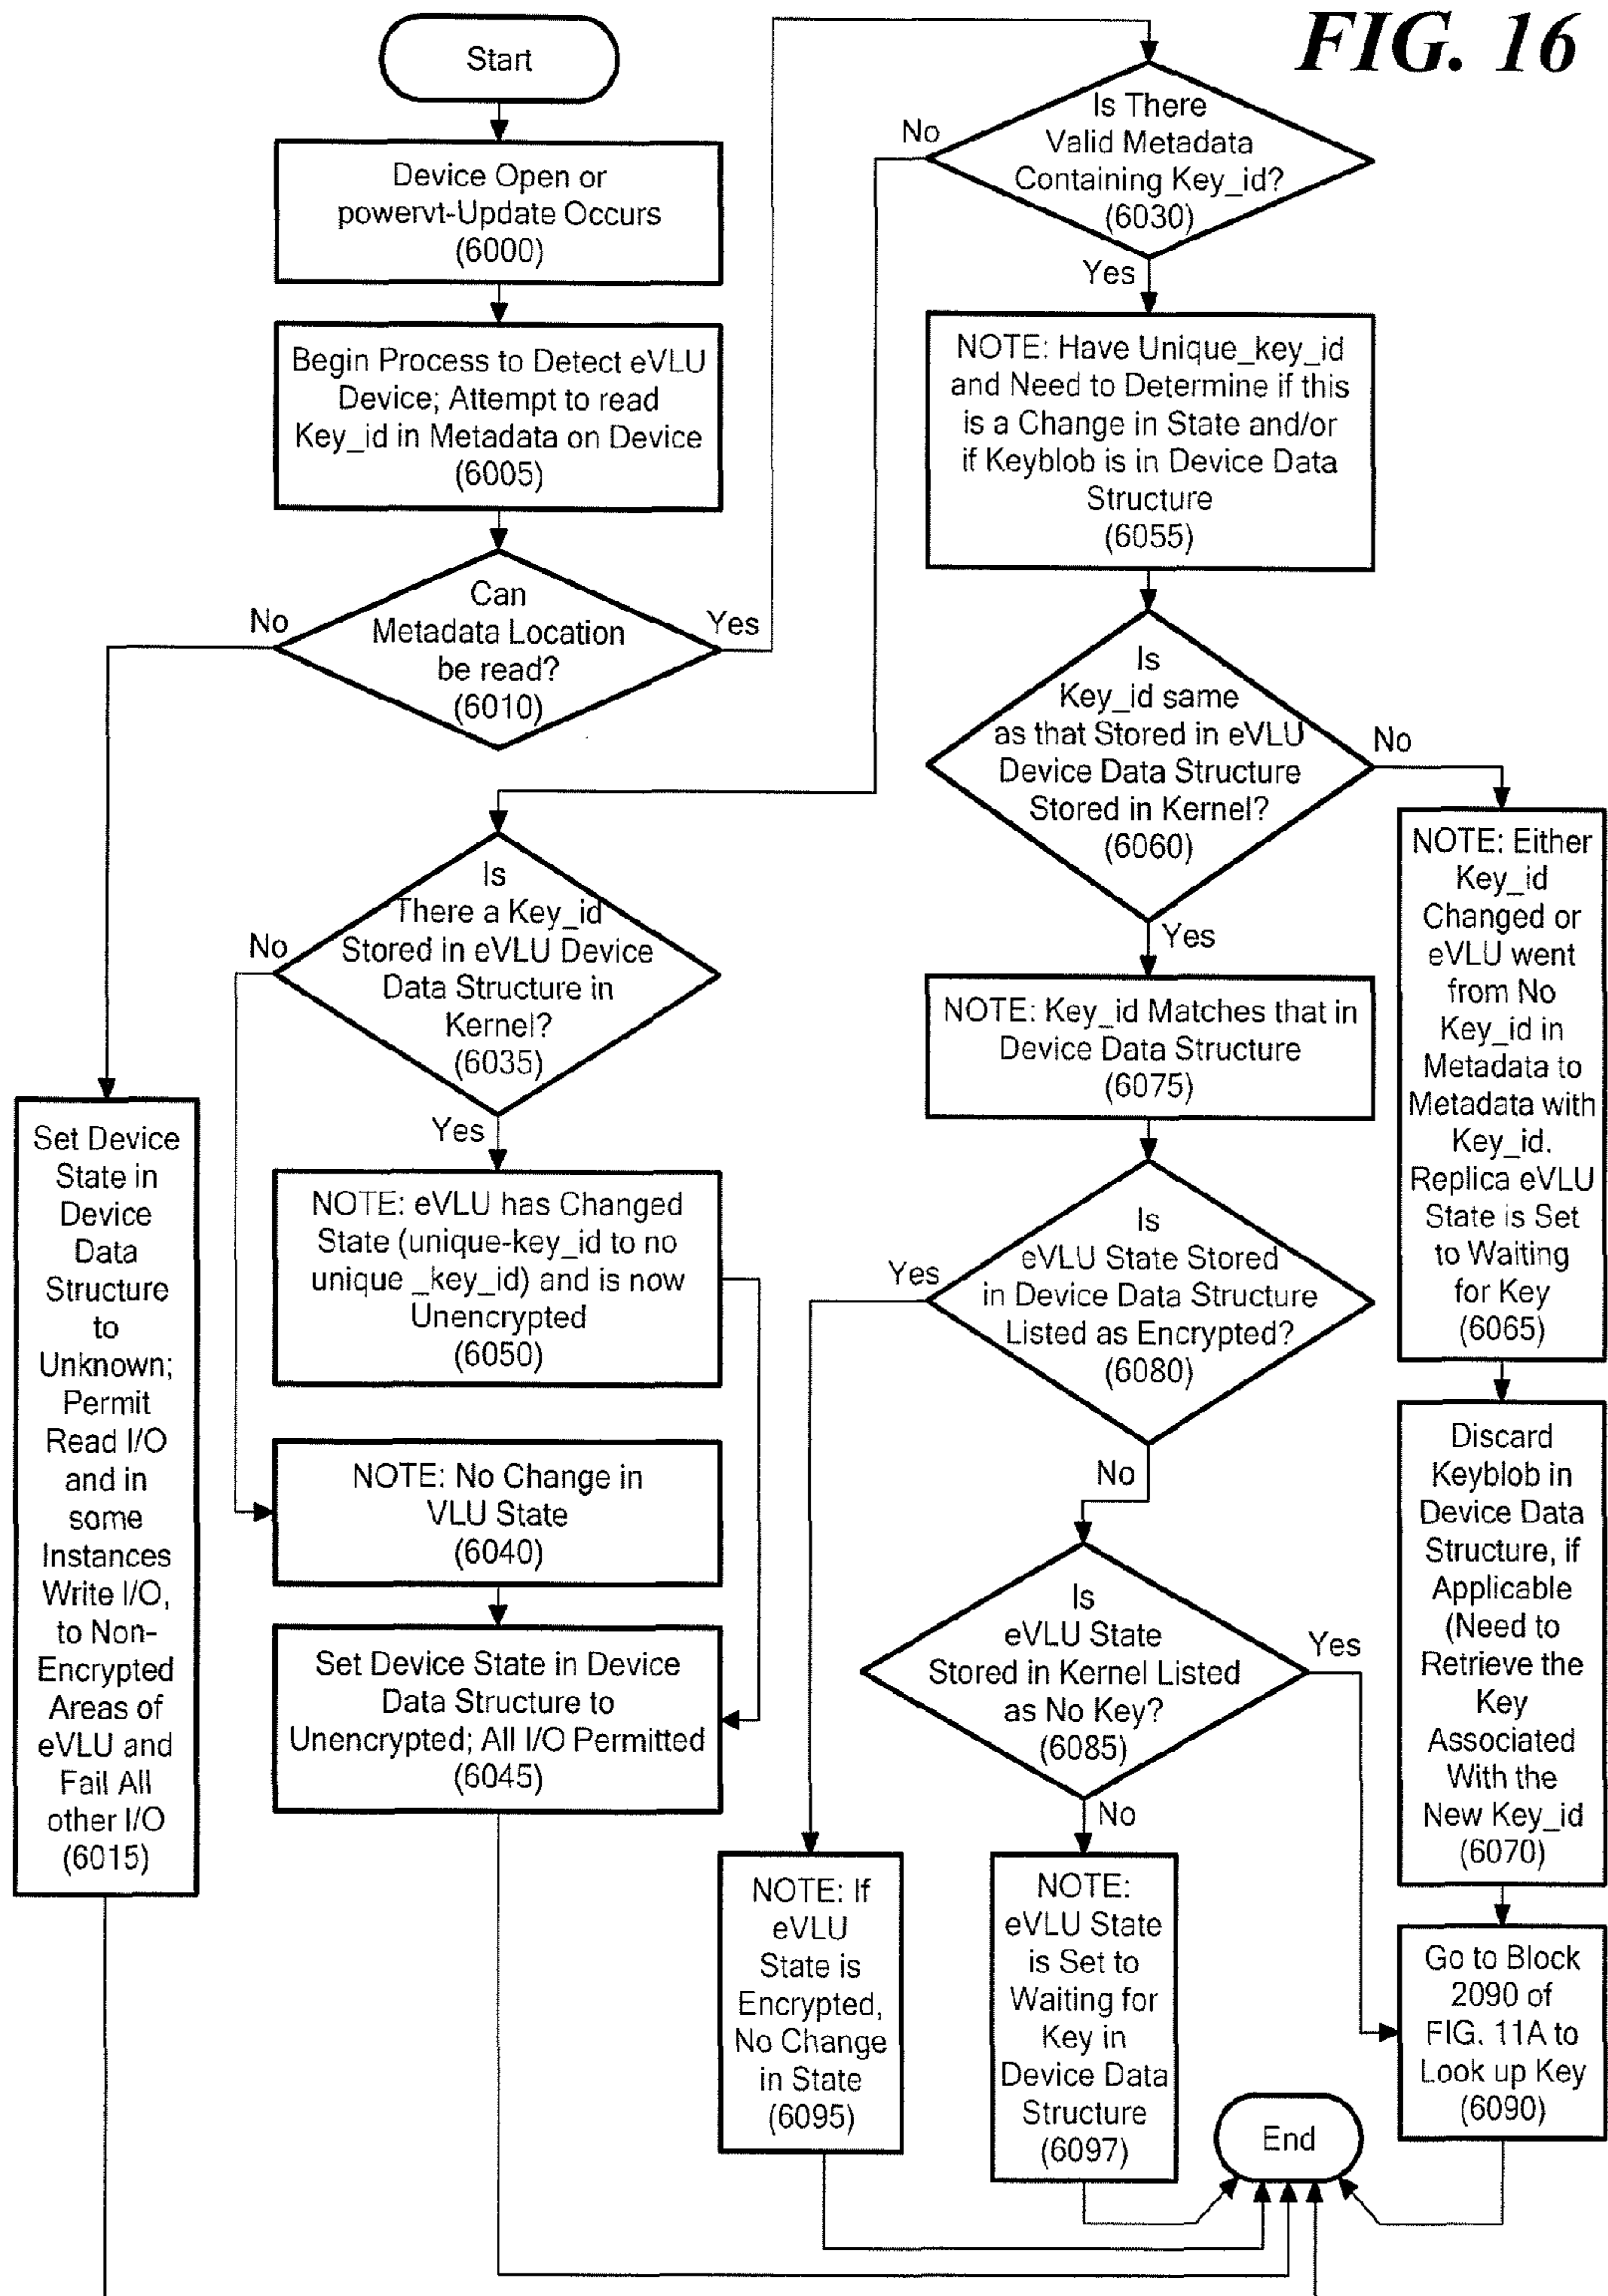 FIG. 16
Start
Device Open or
powervt-Update Occurs
(6000)
Begin Process to Detect eVLU
Device; Attempt to read
Key_id in Metadata on Device
(6005)
Can
Metadata Location
be read?
(6010)
No
Yes
Is There
Valid Metadata
Containing Key_id?
(6030)
No
Yes
NOTE: Have Unique_key_id
and Need to Determine if this
is a Change in State and/or
if Keyblob is in Device Data
Structure
(6055)
Is
Key_id same
as that Stored in eVLU
Device Data Structure
Stored in Kernel?
(6060)
No
Yes
NOTE: Either
Key_id
Changed or
eVLU went
from No
Key_id in
Metadata to
Metadata with
Key_id.
Replica eVLU
State is Set
to Waiting
for Key
(6065)
Is
There a Key_id
Stored in eVLU Device
Data Structure in
Kernel?
(6035)
No
Yes
NOTE: Key_id Matches that in
Device Data Structure
(6075)
Set Device
State in
Device
Data
Structure
to
Unknown;
Permit
Read I/O
and in
some
Instances
Write I/O,
to Non-
Encrypted
Areas of
eVLU and
Fail All
other I/O
(6015)
NOTE: eVLU has Changed
State (unique-key_id to no
unique _key_id) and is now
Unencrypted
(6050)
Is
eVLU State Stored
in Device Data Structure
Listed as Encrypted?
(6080)
Yes
No
NOTE: No Change in
VLU State
(6040)
Set Device State in Device
Data Structure to
Unencrypted; All I/O Permitted
(6045)
Is
eVLU State
Stored in Kernel Listed
as No Key?
(6085)
Yes
No
Discard
Keyblob in
Device Data
Structure, if
Applicable
(Need to
Retrieve the
Key
Associated
With the
New Key_id
(6070)
NOTE: If
eVLU
State is
Encrypted,
No Change
in State
(6095)
NOTE:
eVLU State
is Set to
Waiting for
Key in
Device Data
Structure
(6097)
Go to Block
2090 of
FIG. 11A to
Look up Key
(6090)
End